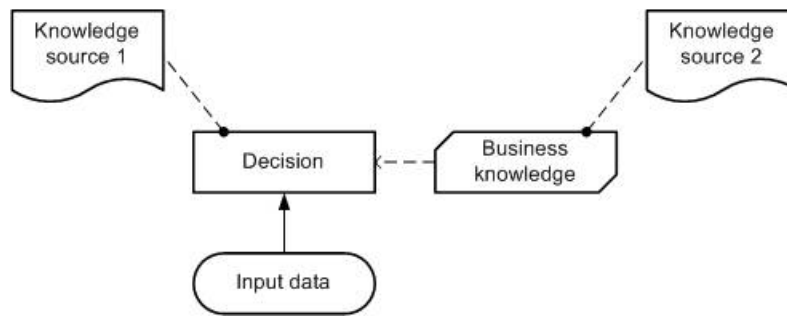 Knowledge
source 1
Knowledge
source 2
Decision
Business
knowledge
Input data